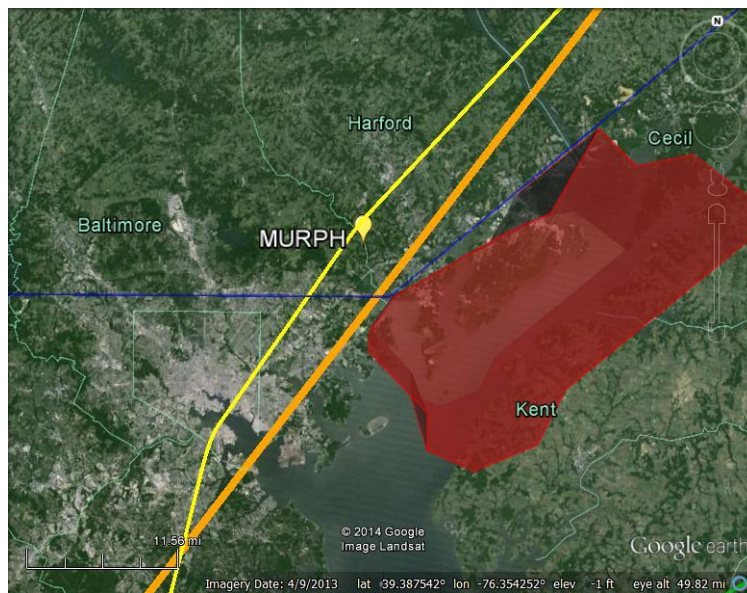 N
Harford
Cecil
Baltimore
MURPH
Kent
11.56 mi
© 2014 Google
Image Landsat
Google earth
Imagery Date: 4/9/2013 lat 39.387542° lon -76.354252° elev -1 ft eye alt 49.82 mi